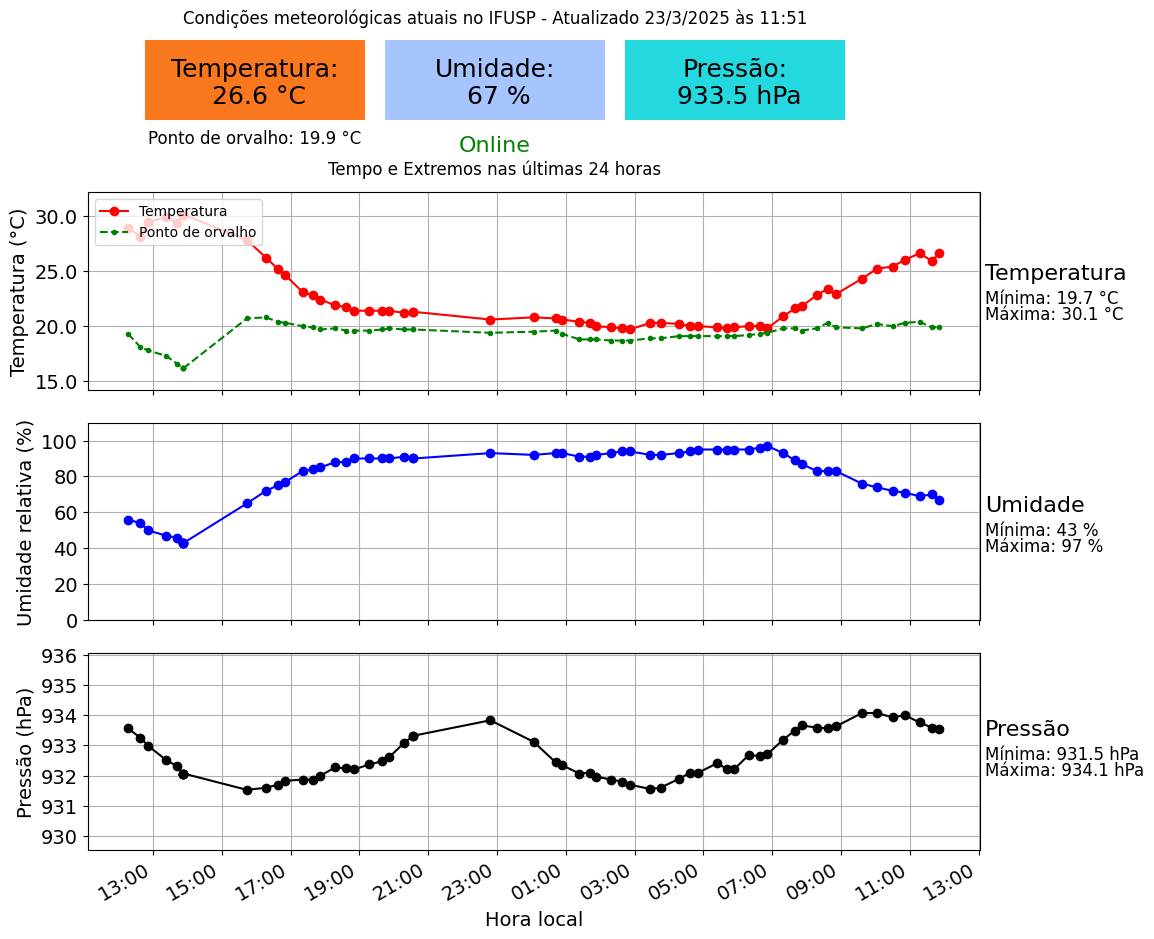 Condições meteorológicas atuais no IFUSP - Atualizado 23/3/2025 às 11:51
Temperatura:
26.6 °C
Umidade:
67 %
Pressão:
933.5 hPa
Ponto de orvalho: 19.9 °C
Online
Tempo e Extremos nas últimas 24 horas
Temperatura (°C)
30.0
25.0
20.0
15.0
Temperatura
Ponto de orvalho
Temperatura
Mínima: 19.7 °C
Máxima: 30.1 °C
Umidade relativa (%)
100
80
60
40
20
0
Umidade
Mínima: 43 %
Máxima: 97 %
Pressão (hPa)
936
935
934
933
932
931
930
Pressão
Mínima: 931.5 hPa
Máxima: 934.1 hPa
13:00 15:00 17:00 19:00 21:00 23:00 01:00 03:00 05:00 07:00 09:00 11:00 13:00
Hora local